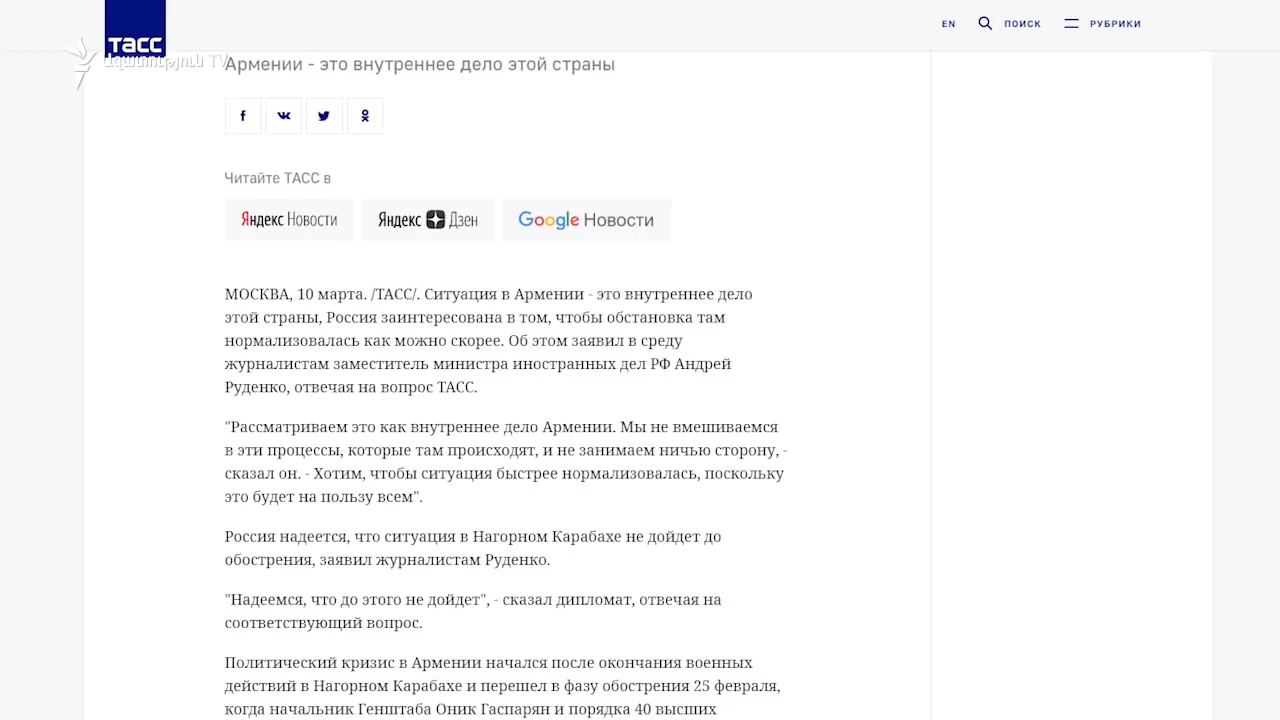 EN
ПОИСК
РУБРИКИ
ТАСС
Ազատություն TV
Армении - это внутреннее дело этой страны
Читайте ТАСС в
Яндекс Новости
Яндекс Дзен
Google Новости
МОСКВА, 10 марта. /ТАСС/. Ситуация в Армении - это внутреннее дело
этой страны, Россия заинтересована в том, чтобы обстановка там
нормализовалась как можно скорее. Об этом заявил в среду
журналистам заместитель министра иностранных дел РФ Андрей
Руденко, отвечая на вопрос ТАСС.
"Рассматриваем это как внутреннее дело Армении. Мы не вмешиваемся
в эти процессы, которые там происходят, и не занимаем ничью сторону, -
сказал он. - Хотим, чтобы ситуация быстрее нормализовалась, поскольку
это будет на пользу всем".
Россия надеется, что ситуация в Нагорном Карабахе не дойдет до
обострения, заявил журналистам Руденко.
"Надеемся, что до этого не дойдет", - сказал дипломат, отвечая на
соответствующий вопрос.
Политический кризис в Армении начался после окончания военных
действий в Нагорном Карабахе и перешел в фазу обострения 25 февраля,
когда начальник Генштаба Оник Гаспарян и порядка 40 высших